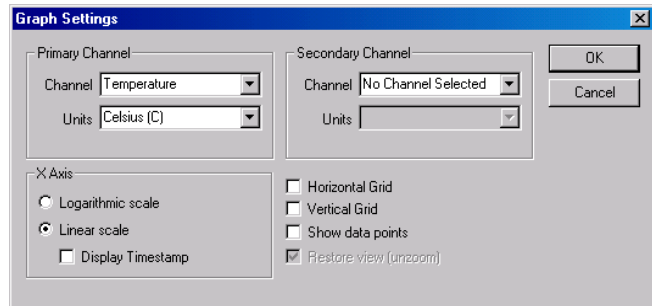 Graph Settings
Primary Channel
Channel Temperature
Units Celsius (C)
Secondary Channel
Channel No Channel Selected
Units
OK
Cancel
X Axis
Logarithmic scale
Linear scale
Display Timestamp
Horizontal Grid
Vertical Grid
Show data points
Restore view (unzoom)